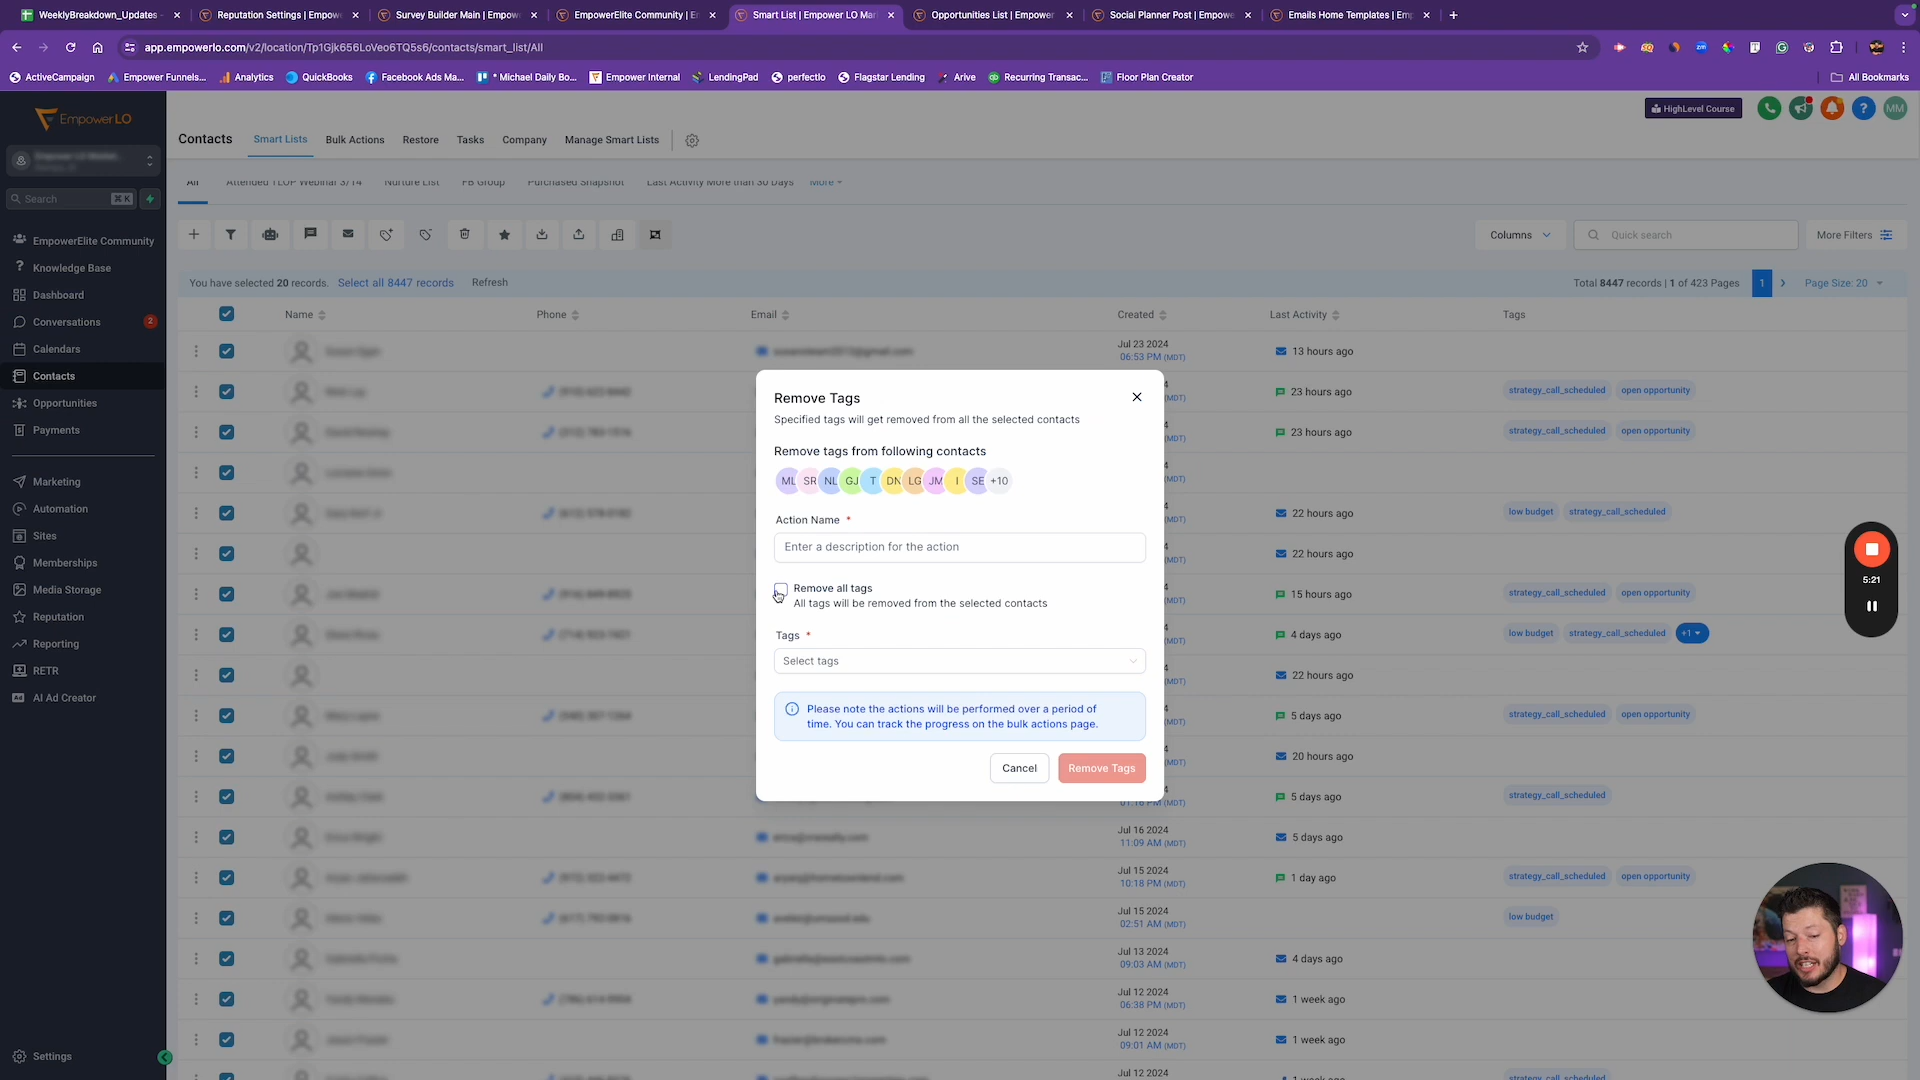 WeeklyBreakdown_Updates -
Reputation Settings | Empow
Survey Builder Main | Empow
EmpowerElite Community | E
Smart List | Empower LO Mar
Opportunities List | Empower
Social Planner Post | Empowe
Emails Home Templates | Em
app.empowerlo.com/v2/location/Tp1Gjk656LoVeo6TQ5s6/contacts/smart_list/All
ActiveCampaign
Empower Funnels...
Analytics
QuickBooks
Facebook Ads Ma...
* Michael Daily Bo...
Empower Internal
LendingPad
perfectlo
Flagstar Lending
Arive
Recurring Transac...
Floor Plan Creator
All Bookmarks
EmpowerLO
HighLevel Course
MM
Contacts
Smart Lists
Bulk Actions
Restore
Tasks
Company
Manage Smart Lists
All
Attended TLOP Webinar 3/14
Nurture List
FB Group
Purchased Snapshot
Last Activity More than 30 Days
More
Search
⌘ K
EmpowerElite Community
Knowledge Base
Dashboard
Conversations
2
Calendars
Contacts
Opportunities
Payments
Marketing
Automation
Sites
Memberships
Media Storage
Reputation
Reporting
RETR
Ad
AI Ad Creator
Settings
Columns
Quick search
More Filters
You have selected 20 records.
Select all 8447 records
Refresh
Total 8447 records | 1 of 423 Pages
1
Page Size: 20
Name
Phone
Email
Created
Last Activity
Tags
Jul 23 2024
06:53 PM (MDT)
13 hours ago
(MDT)
23 hours ago
strategy_call_scheduled
open opportunity
(MDT)
23 hours ago
strategy_call_scheduled
open opportunity
(MDT)
(MDT)
22 hours ago
low budget
strategy_call_scheduled
(MDT)
22 hours ago
(MDT)
15 hours ago
strategy_call_scheduled
open opportunity
(MDT)
4 days ago
low budget
strategy_call_scheduled
+1
(MDT)
22 hours ago
(MDT)
5 days ago
strategy_call_scheduled
open opportunity
(MDT)
20 hours ago
01:16 PM (MDT)
5 days ago
strategy_call_scheduled
Jul 16 2024
11:09 AM (MDT)
5 days ago
Jul 15 2024
10:18 PM (MDT)
1 day ago
strategy_call_scheduled
open opportunity
Jul 15 2024
02:51 AM (MDT)
low budget
Jul 13 2024
09:03 AM (MDT)
4 days ago
Jul 12 2024
06:38 PM (MDT)
1 week ago
Jul 12 2024
09:01 AM (MDT)
1 week ago
Jul 12 2024
1 week ago
strategy_call_scheduled
Remove Tags
Specified tags will get removed from all the selected contacts
Remove tags from following contacts
ML SR NL GJ T DN LG JM I SE +10
Action Name *
Enter a description for the action
Remove all tags
All tags will be removed from the selected contacts
Tags *
Select tags
Please note the actions will be performed over a period of
time. You can track the progress on the bulk actions page.
Cancel
Remove Tags
5:21